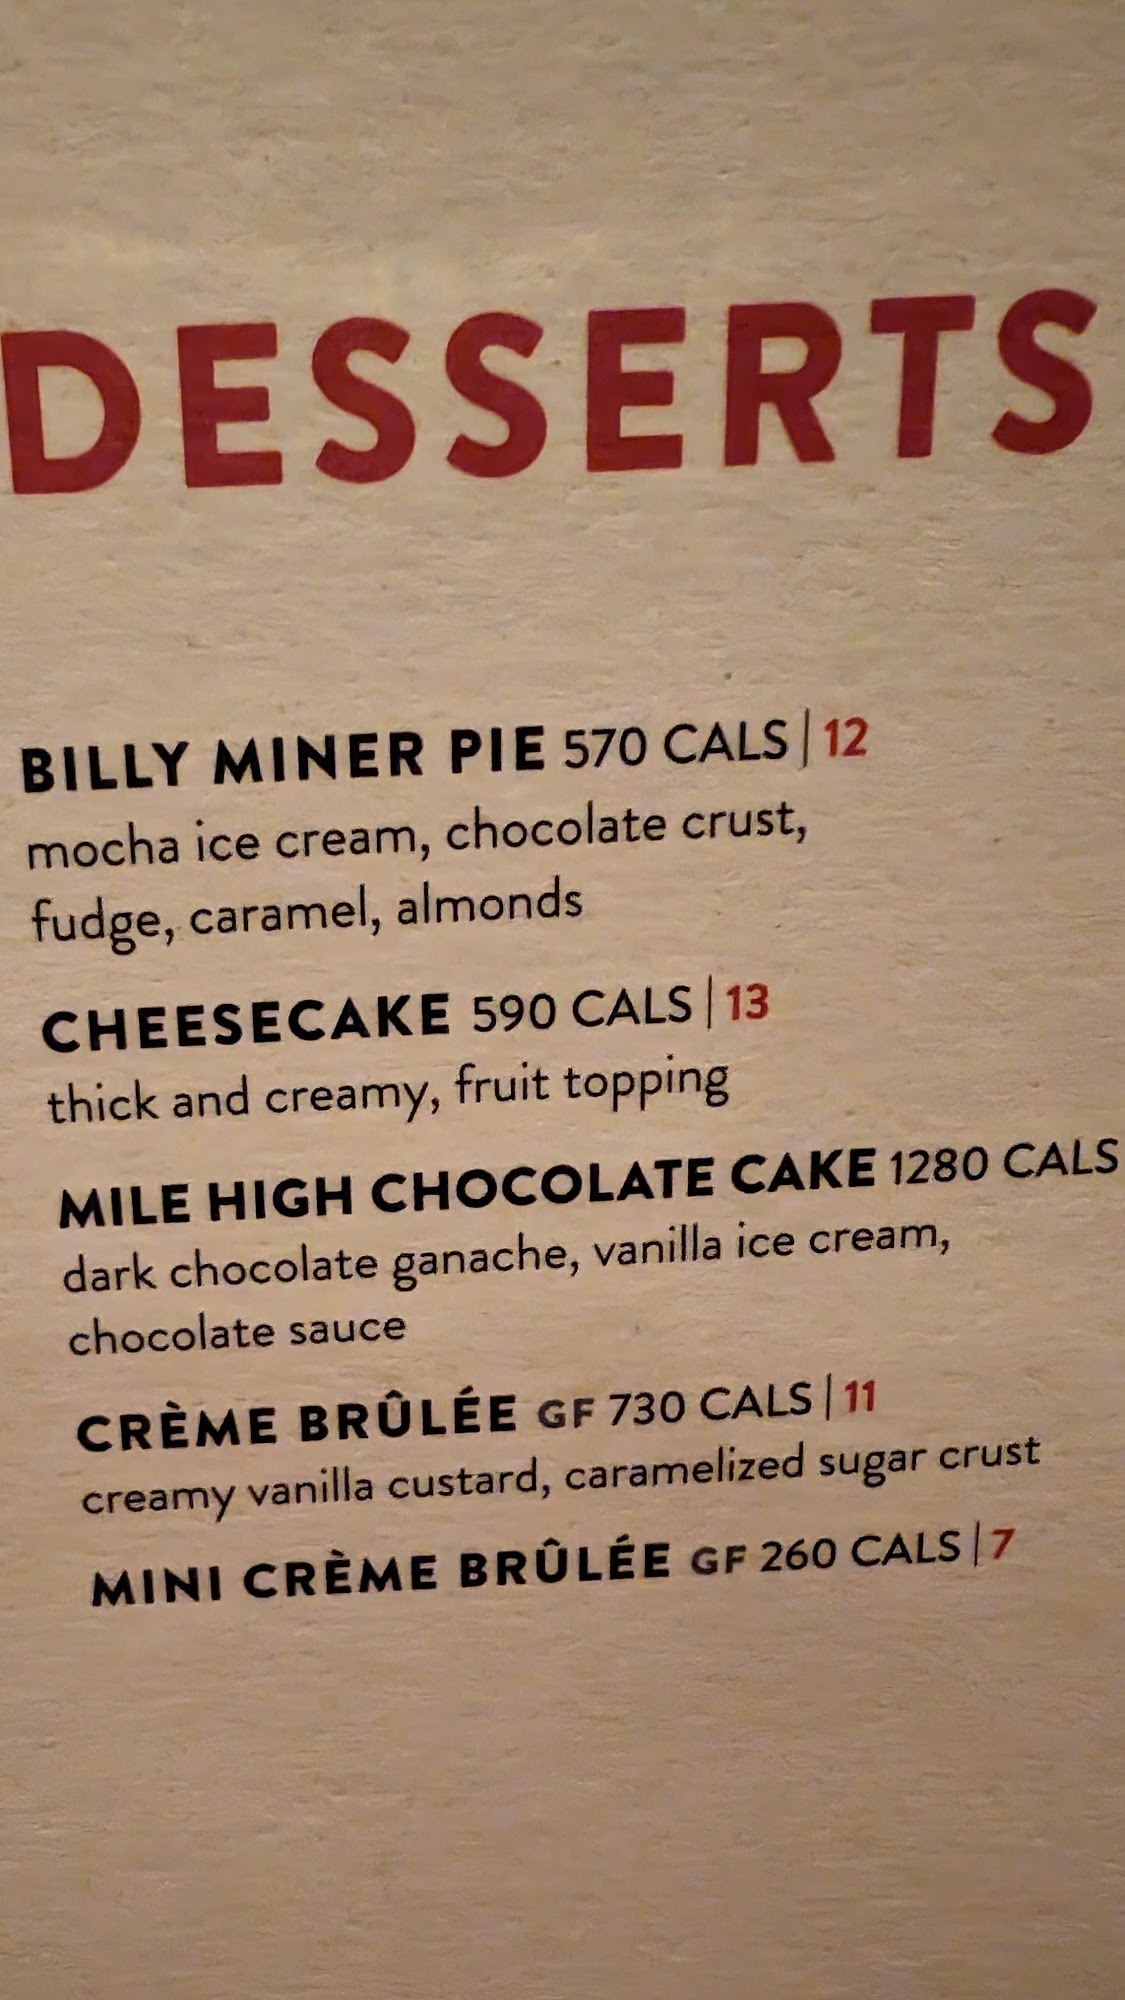 DESSERTS
BILLY MINER PIE 570 CALS | 12
mocha ice cream, chocolate crust,
fudge, caramel, almonds
CHEESECAKE 590 CALS | 13
thick and creamy, fruit topping
MILE HIGH CHOCOLATE CAKE 1280 CALS
dark chocolate ganache, vanilla ice cream,
chocolate sauce
CRÈME BRÛLÉE GF 730 CALS | 11
creamy vanilla custard, caramelized sugar crust
MINI CRÈME BRÛLÉE GF 260 CALS | 7